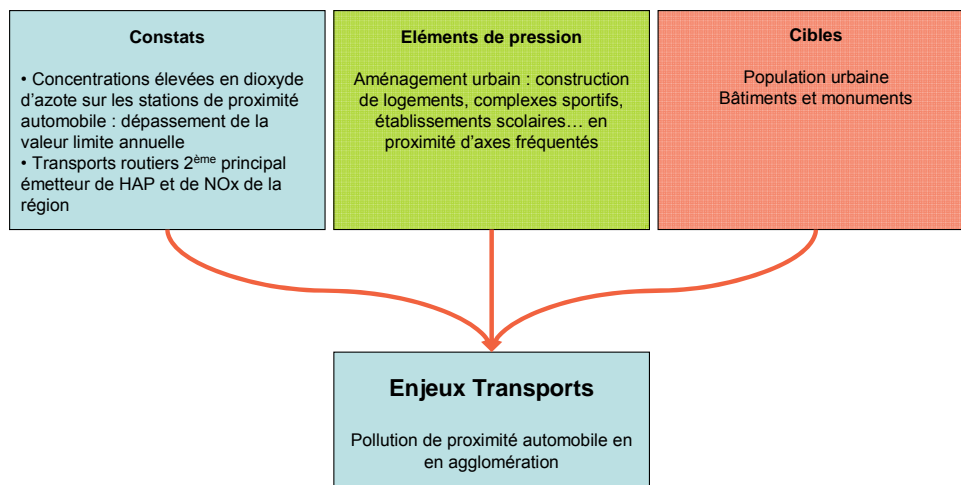 Constats
• Concentrations élevées en dioxyde
d'azote sur les stations de proximité
automobile : dépassement de la
valeur limite annuelle
• Transports routiers 2ème principal
émetteur de HAP et de NOx de la
région
Eléments de pression
Aménagement urbain : construction
de logements, complexes sportifs,
établissements scolaires… en
proximité d'axes fréquentés
Cibles
Population urbaine
Bâtiments et monuments
Enjeux Transports
Pollution de proximité automobile en
en agglomération